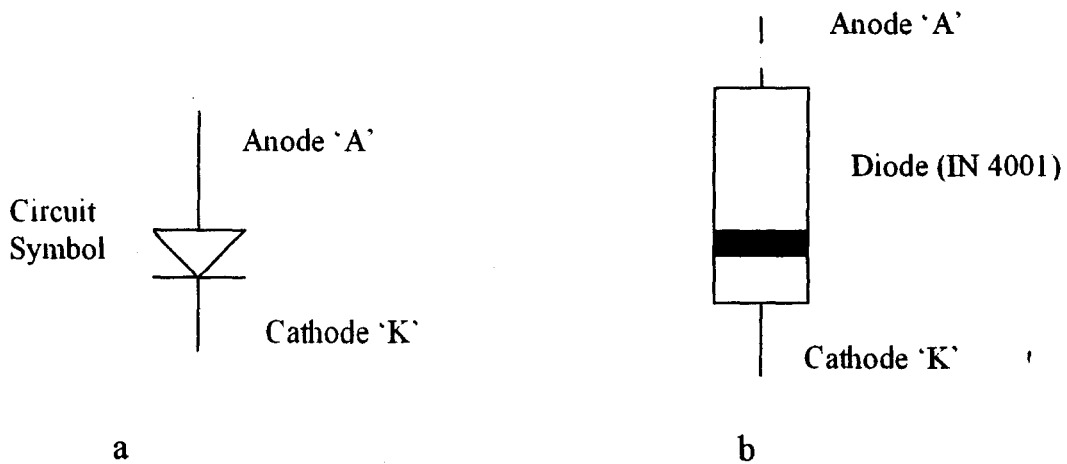 Anode ‘A’
Circuit
Symbol
Cathode ‘K’
a
Anode ‘A’
Diode (IN 4001)
Cathode ‘K’
b